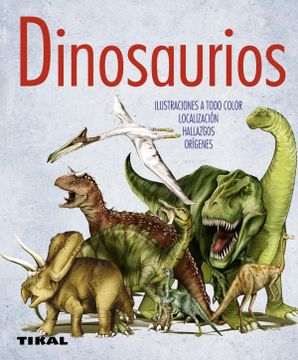 Dinosaurios
ILUSTRACIONES A TODO COLOR
LOCALIZACIÓN
HALLAZGOS
ORÍGENES
TIKAL